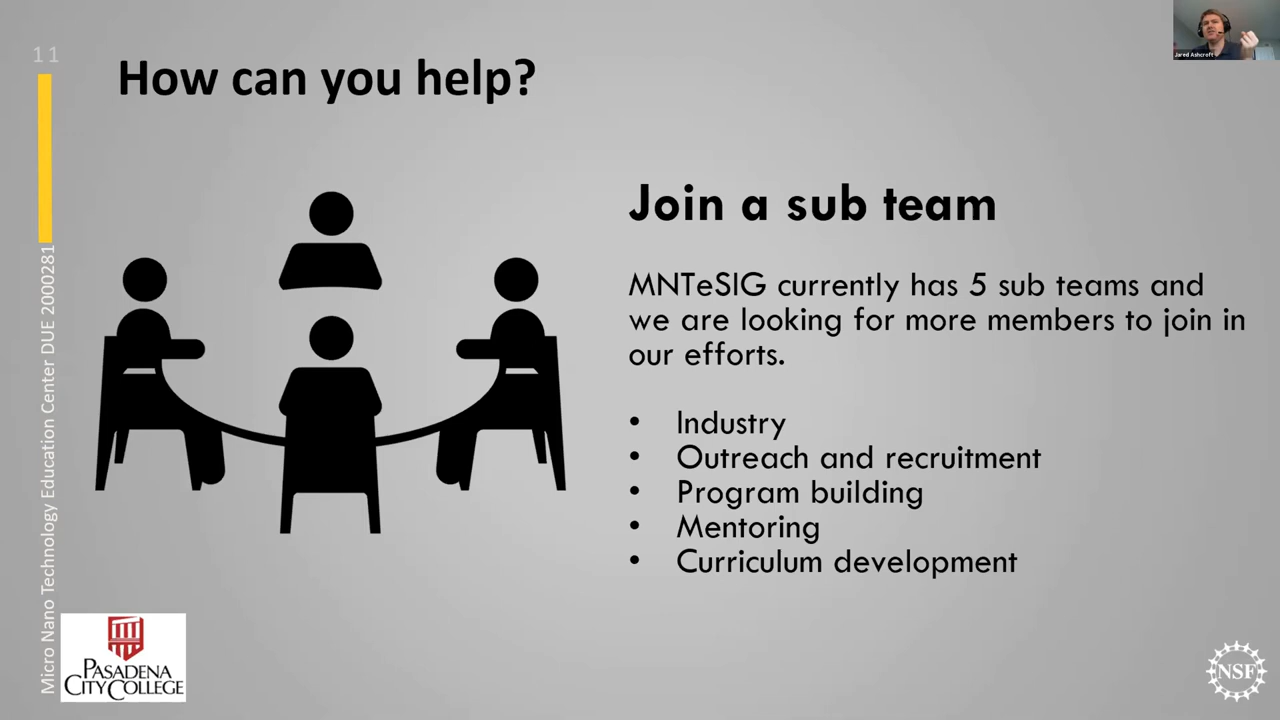 11
How can you help?
Jared Ashcroft
Join a sub team
MNTeSIG currently has 5 sub teams and
we are looking for more members to join in
our efforts.
• Industry
• Outreach and recruitment
• Program building
• Mentoring
• Curriculum development
Micro Nano Technology Education Center DUE 2000281
PASADENA
CITY COLLEGE
NSF